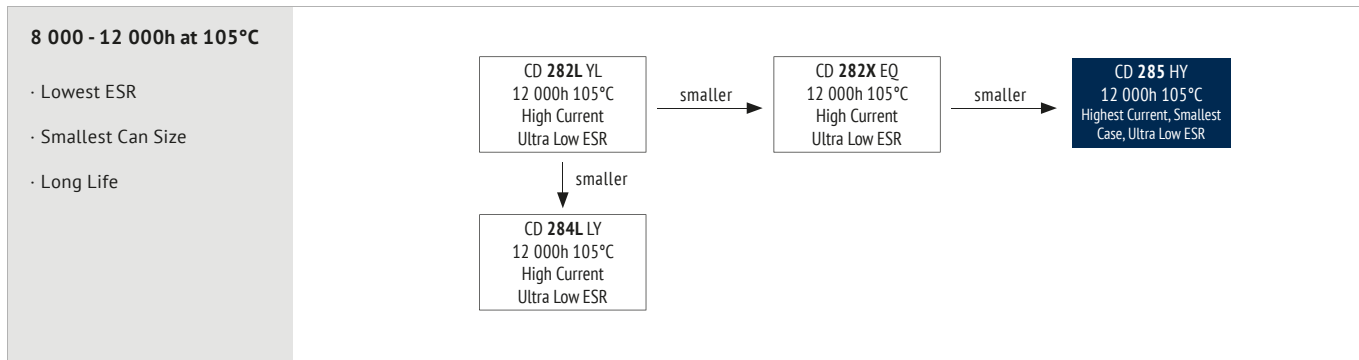 8 000 - 12 000h at 105°C
· Lowest ESR
· Smallest Can Size
· Long Life
CD 282L YL
12 000h 105°C
High Current
Ultra Low ESR
smaller
CD 282X EQ
12 000h 105°C
High Current
Ultra Low ESR
smaller
CD 285 HY
12 000h 105°C
Highest Current, Smallest
Case, Ultra Low ESR
smaller
CD 284L LY
12 000h 105°C
High Current
Ultra Low ESR